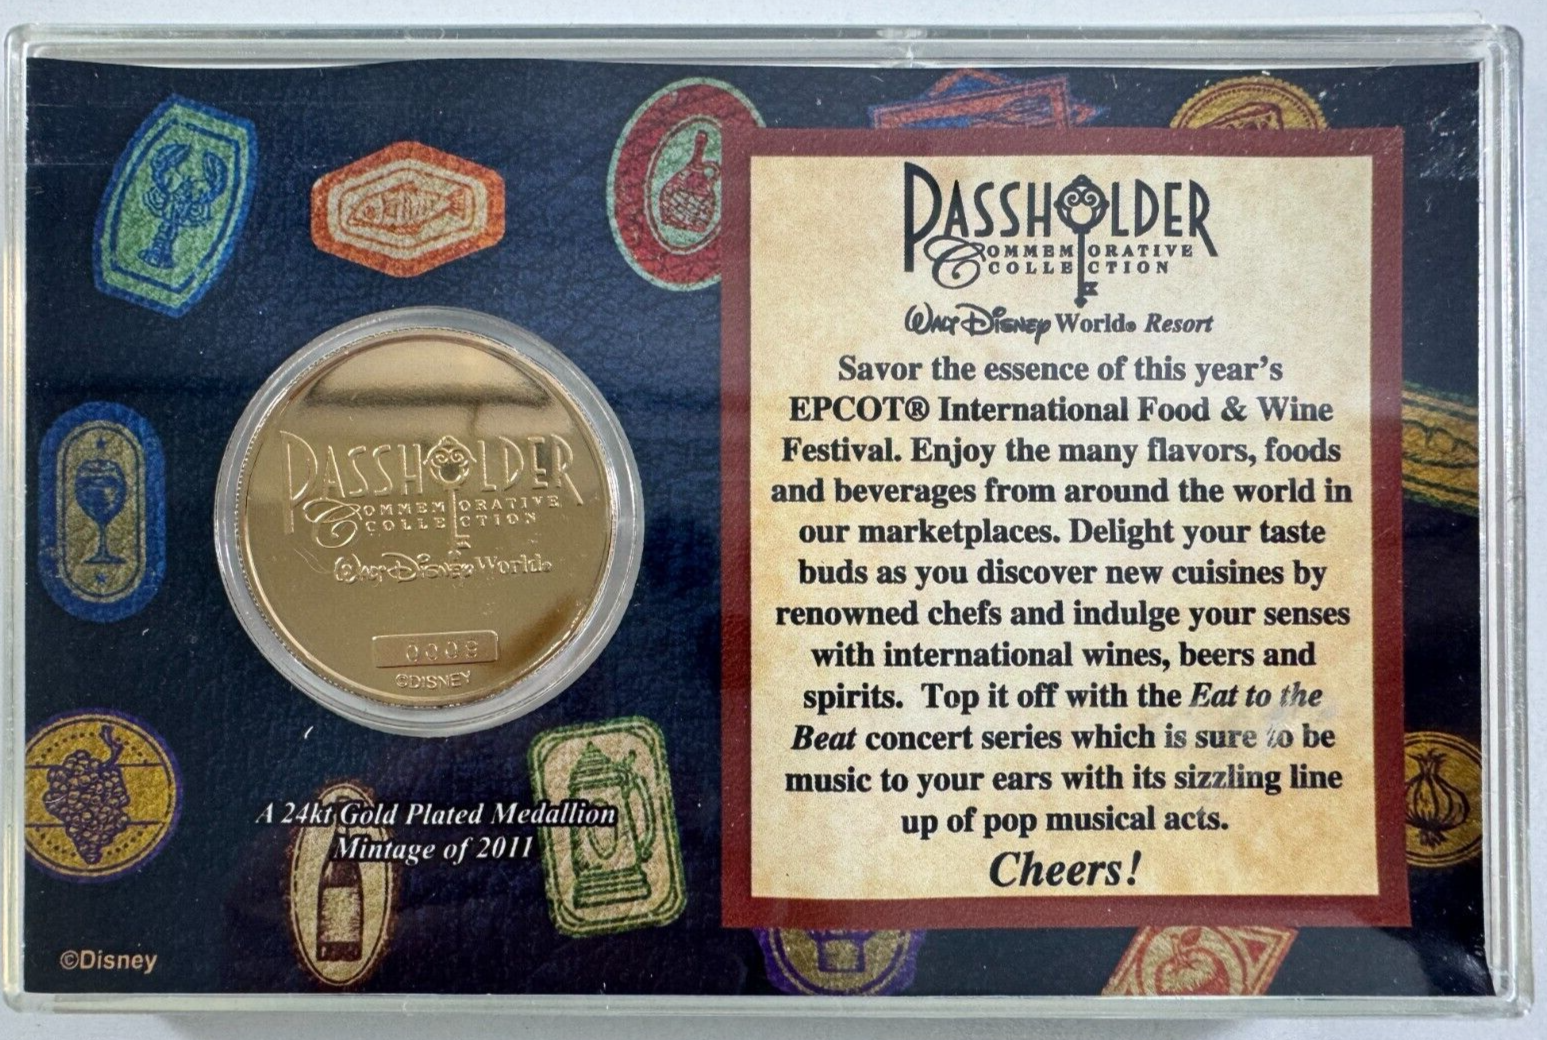 PASSHOLDER
COMMEMORATIVE
COLLECTION
Walt Disney World®
0009
©DISNEY
A 24kt Gold Plated Medallion
Mintage of 2011
©Disney
PASSHOLDER
COMMEMORATIVE
COLLECTION
Walt Disney World® Resort
Savor the essence of this year's
EPCOT® International Food & Wine
Festival. Enjoy the many flavors, foods
and beverages from around the world in
our marketplaces. Delight your taste
buds as you discover new cuisines by
renowned chefs and indulge your senses
with international wines, beers and
spirits. Top it off with the Eat to the
Beat concert series which is sure to be
music to your ears with its sizzling line
up of pop musical acts.
Cheers!